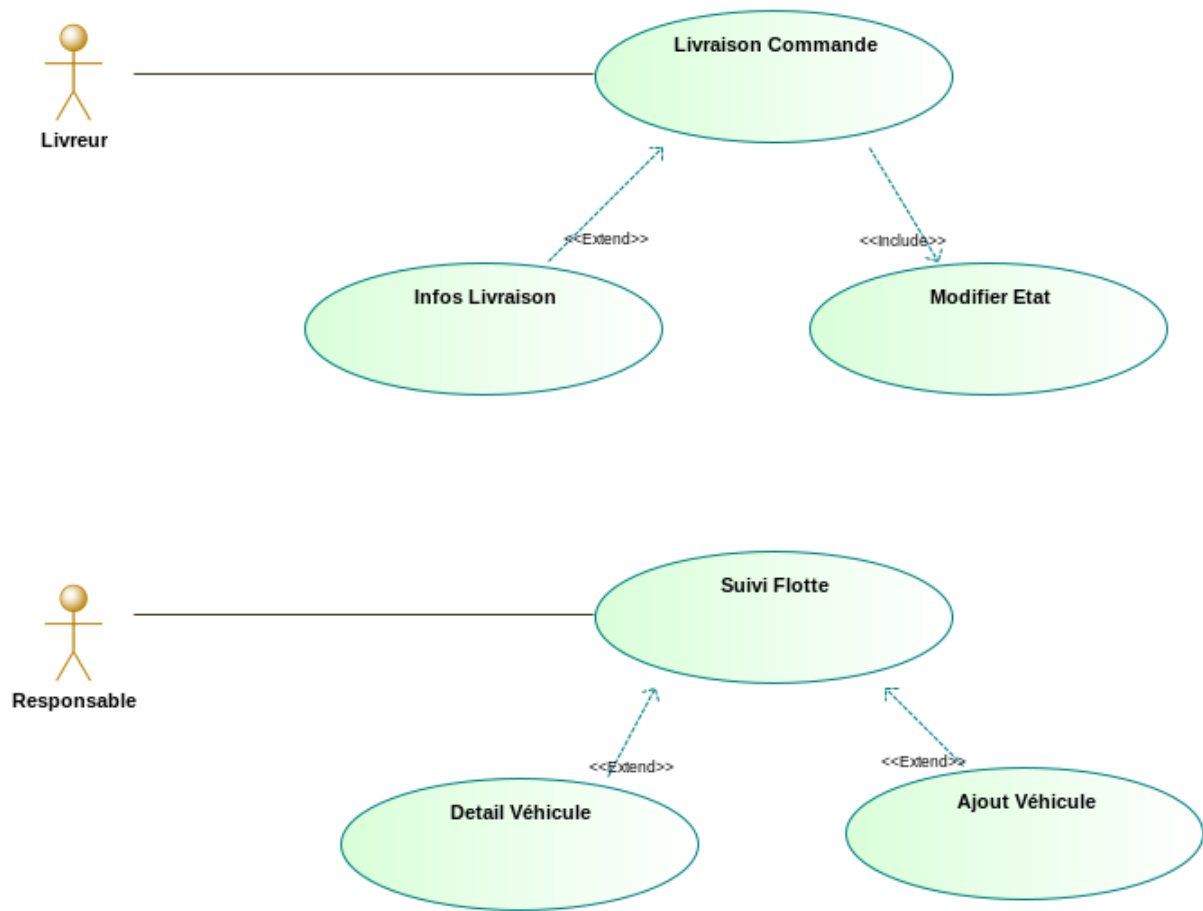 Livraison Commande
Livreur
<<Extend>>
<<Include>>
Infos Livraison
Modifier Etat
Suivi Flotte
Responsable
<<Extend>>
<<Extend>>
Detail Véhicule
Ajout Véhicule